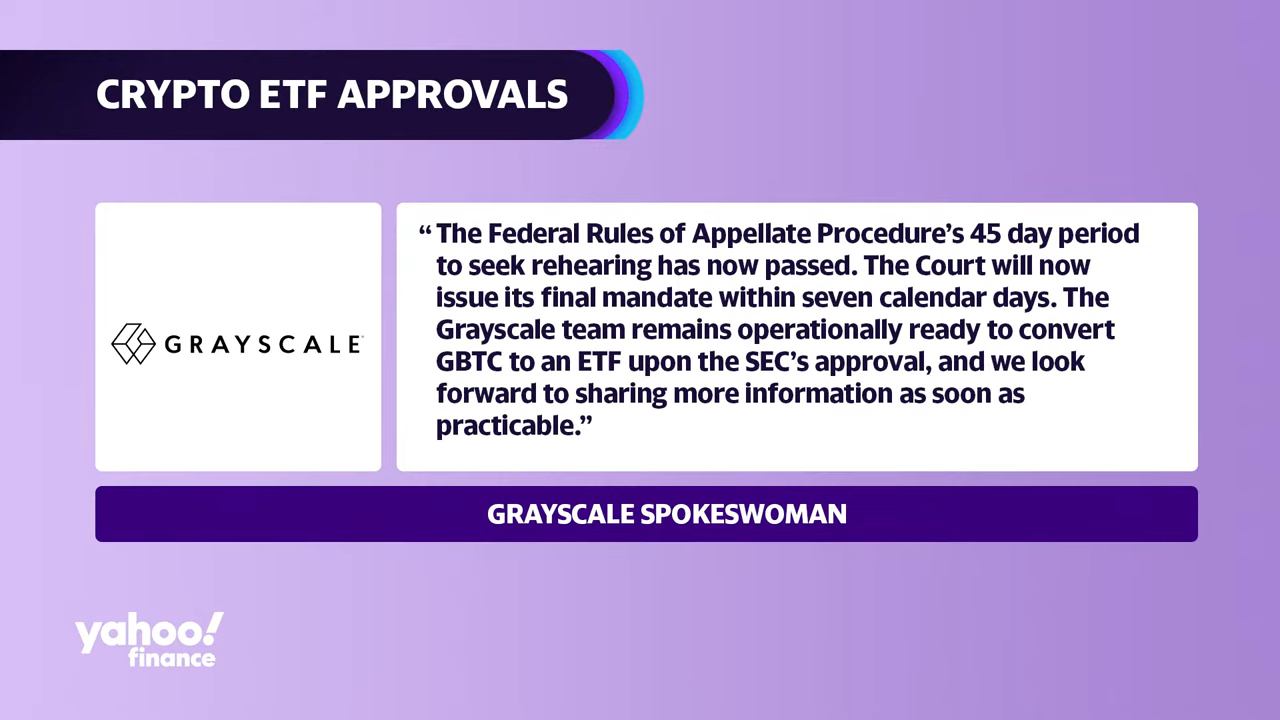 CRYPTO ETF APPROVALS
GRAYSCALE
“ The Federal Rules of Appellate Procedure’s 45 day period
to seek rehearing has now passed. The Court will now
issue its final mandate within seven calendar days. The
Grayscale team remains operationally ready to convert
GBTC to an ETF upon the SEC’s approval, and we look
forward to sharing more information as soon as
practicable.”
GRAYSCALE SPOKESWOMAN
yahoo!
finance